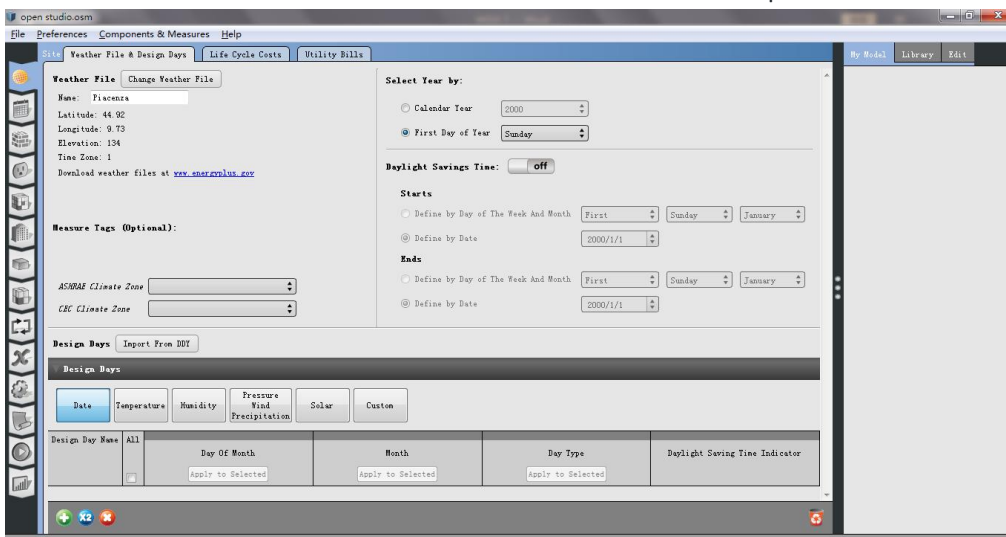 open studio.osm
File Preferences Components & Measures Help
Site Weather File & Design Days Life Cycle Costs Utility Bills My Model Library Edit
Weather File Change Weather File
Name: Piacenza
Latitude: 44.92
Longitude: 9.73
Elevation: 134
Time Zone: 1
Download weather files at www.energyplus.gov
Measure Tags (Optional):
ASHRAE Climate Zone
CEC Climate Zone
Select Year by:
Calendar Year 2000
First Day of Year Sunday
Daylight Savings Time: off
Starts
Define by Day of The Week And Month First Sunday January
Define by Date 2000/1/1
Ends
Define by Day of The Week And Month First Sunday January
Define by Date 2000/1/1
Design Days Import From DDY
Design Days
Date Temperature Humidity Pressure Wind Precipitation Solar Custom
Design Day Name All Day Of Month Month Day Type Daylight Saving Time Indicator
Apply to Selected Apply to Selected Apply to Selected
X2